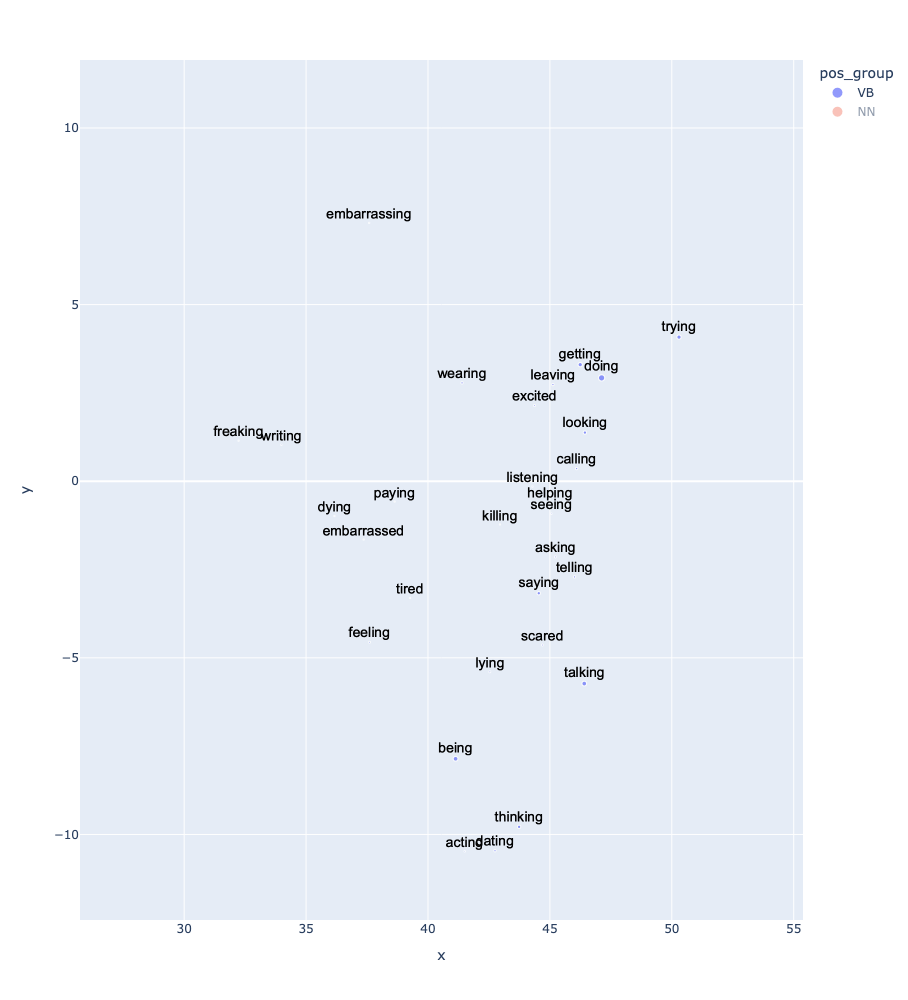 pos_group
VB
NN
10
embarrassing
5
trying
getting
doing
wearing
leaving
excited
looking
freaking
writing
calling
listening
0
paying
helping
dying
seeing
killing
embarrassed
asking
telling
saying
tired
feeling
scared
lying
−5
talking
being
thinking
−10
acting
dating
30 35 40 45 50 55
x
y